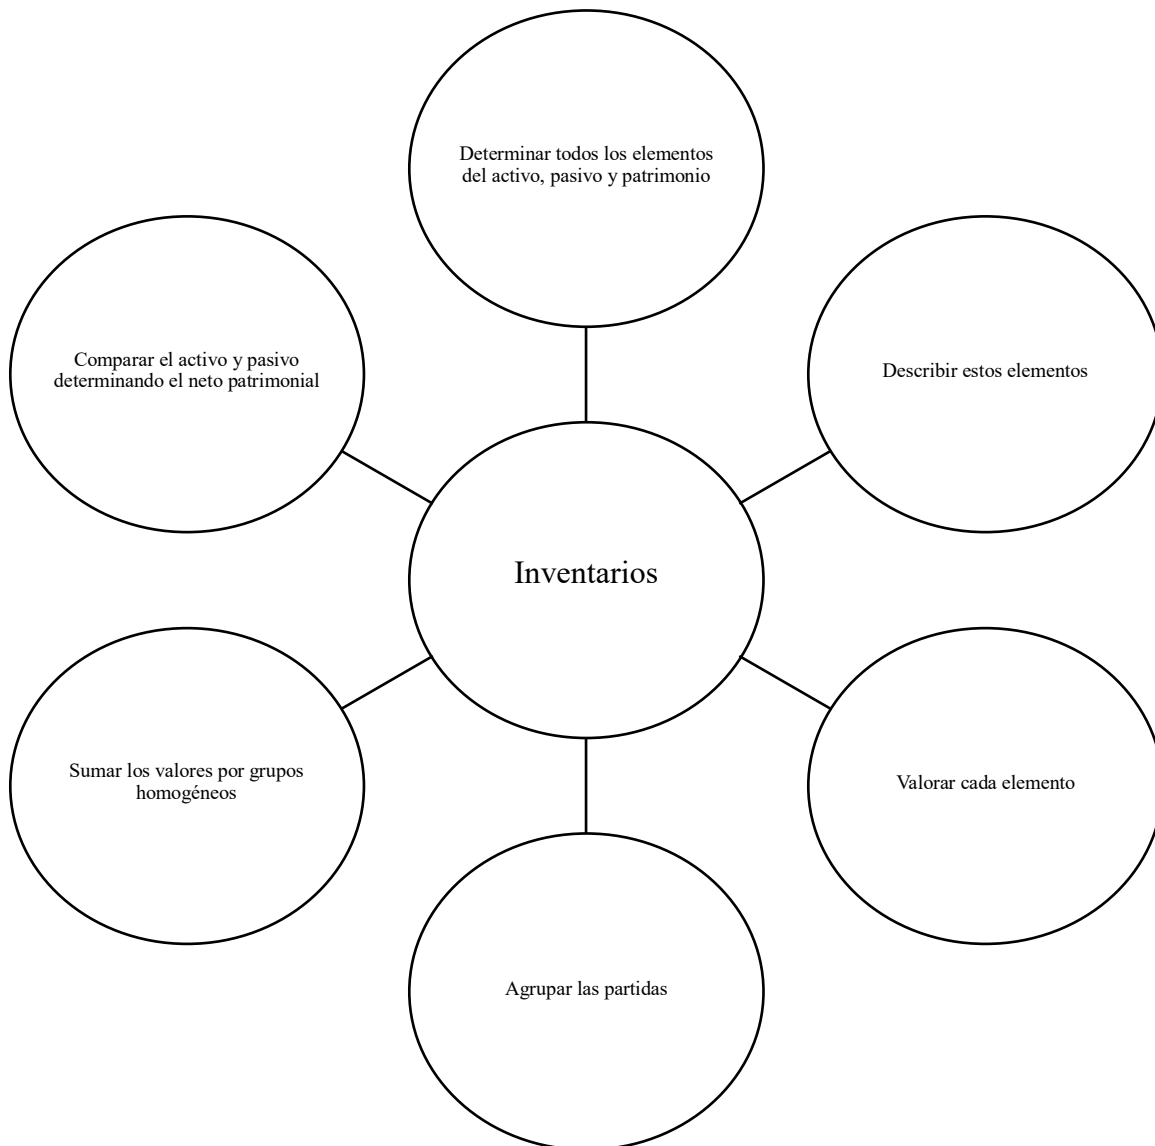 Determinar todos los elementos
del activo, pasivo y patrimonio
Comparar el activo y pasivo
determinando el neto patrimonial
Describir estos elementos
Inventarios
Sumar los valores por grupos
homogéneos
Valorar cada elemento
Agrupar las partidas